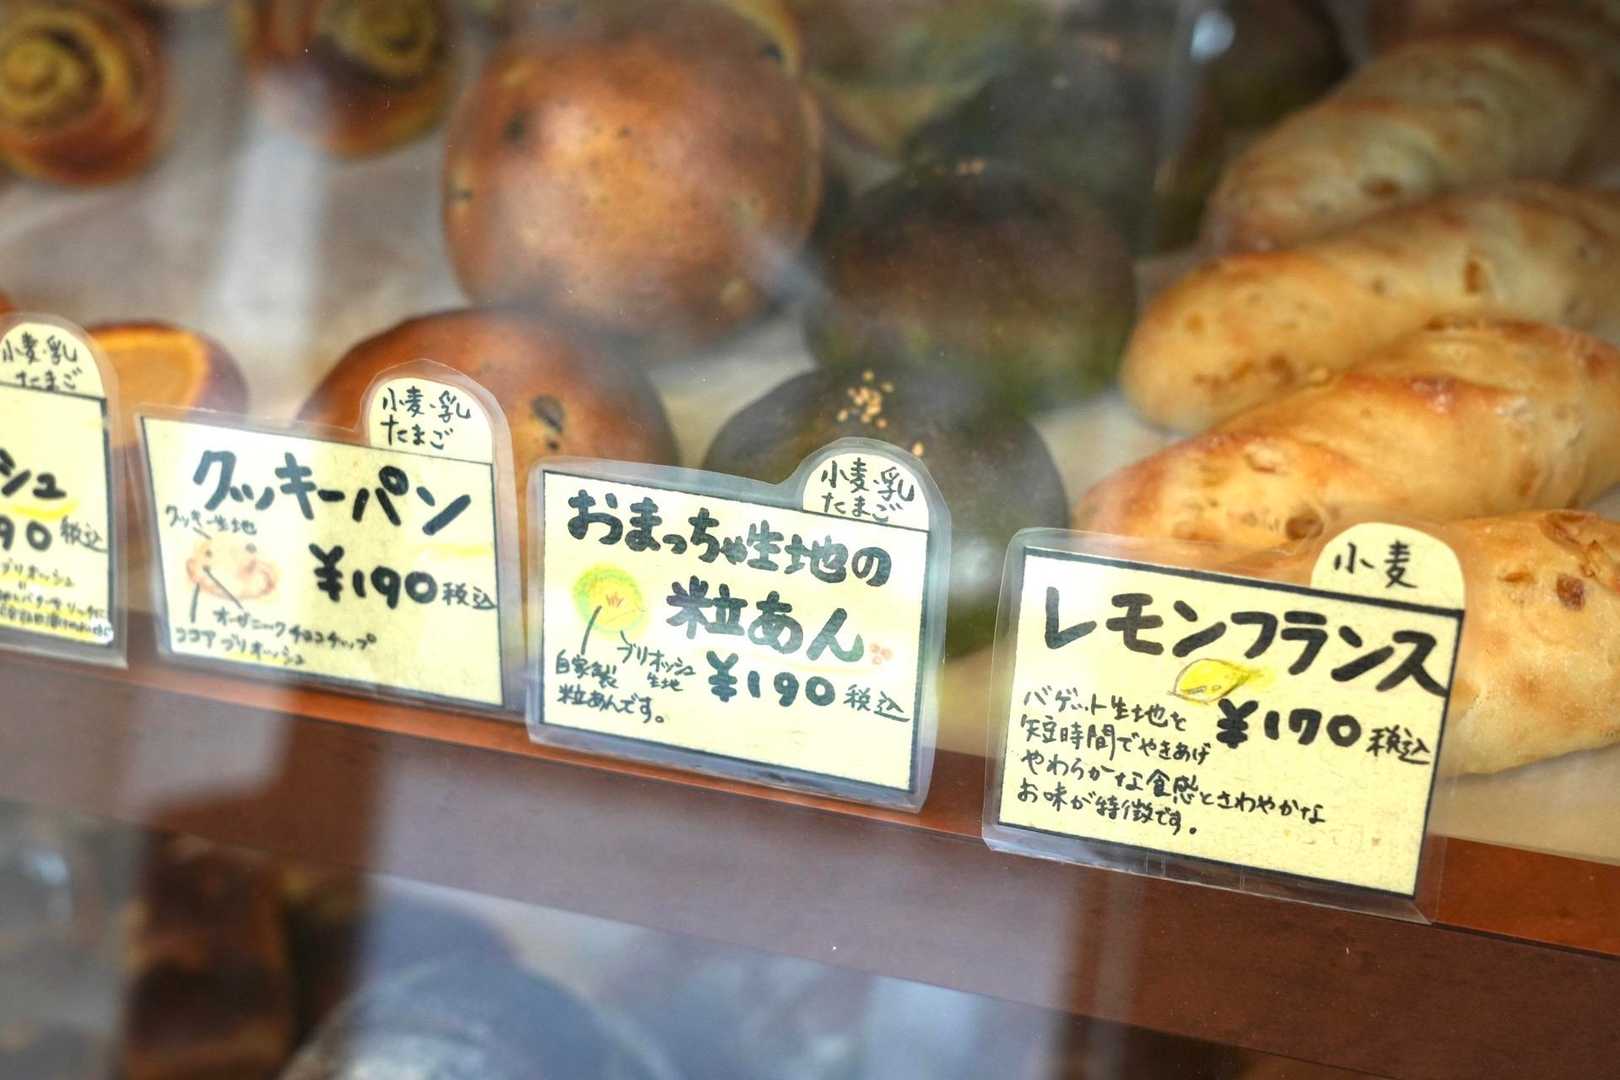 小麦・乳
たまご
シュ
90 税込
ブリオッシュ
小麦・乳
たまご
クッキーパン
クッキー生地
¥190 税込
オーガニックチョコチップ
ココアブリオッシュ
小麦・乳
たまご
おまっちゃ生地の
粒あん
¥190 税込
ブリオッシュ
生地
自家製
粒あんです。
小麦
レモンフランス
¥170 税込
バゲット生地を
短時間でやきあげ
やわらかな食感とさわやかな
お味が特徴です。